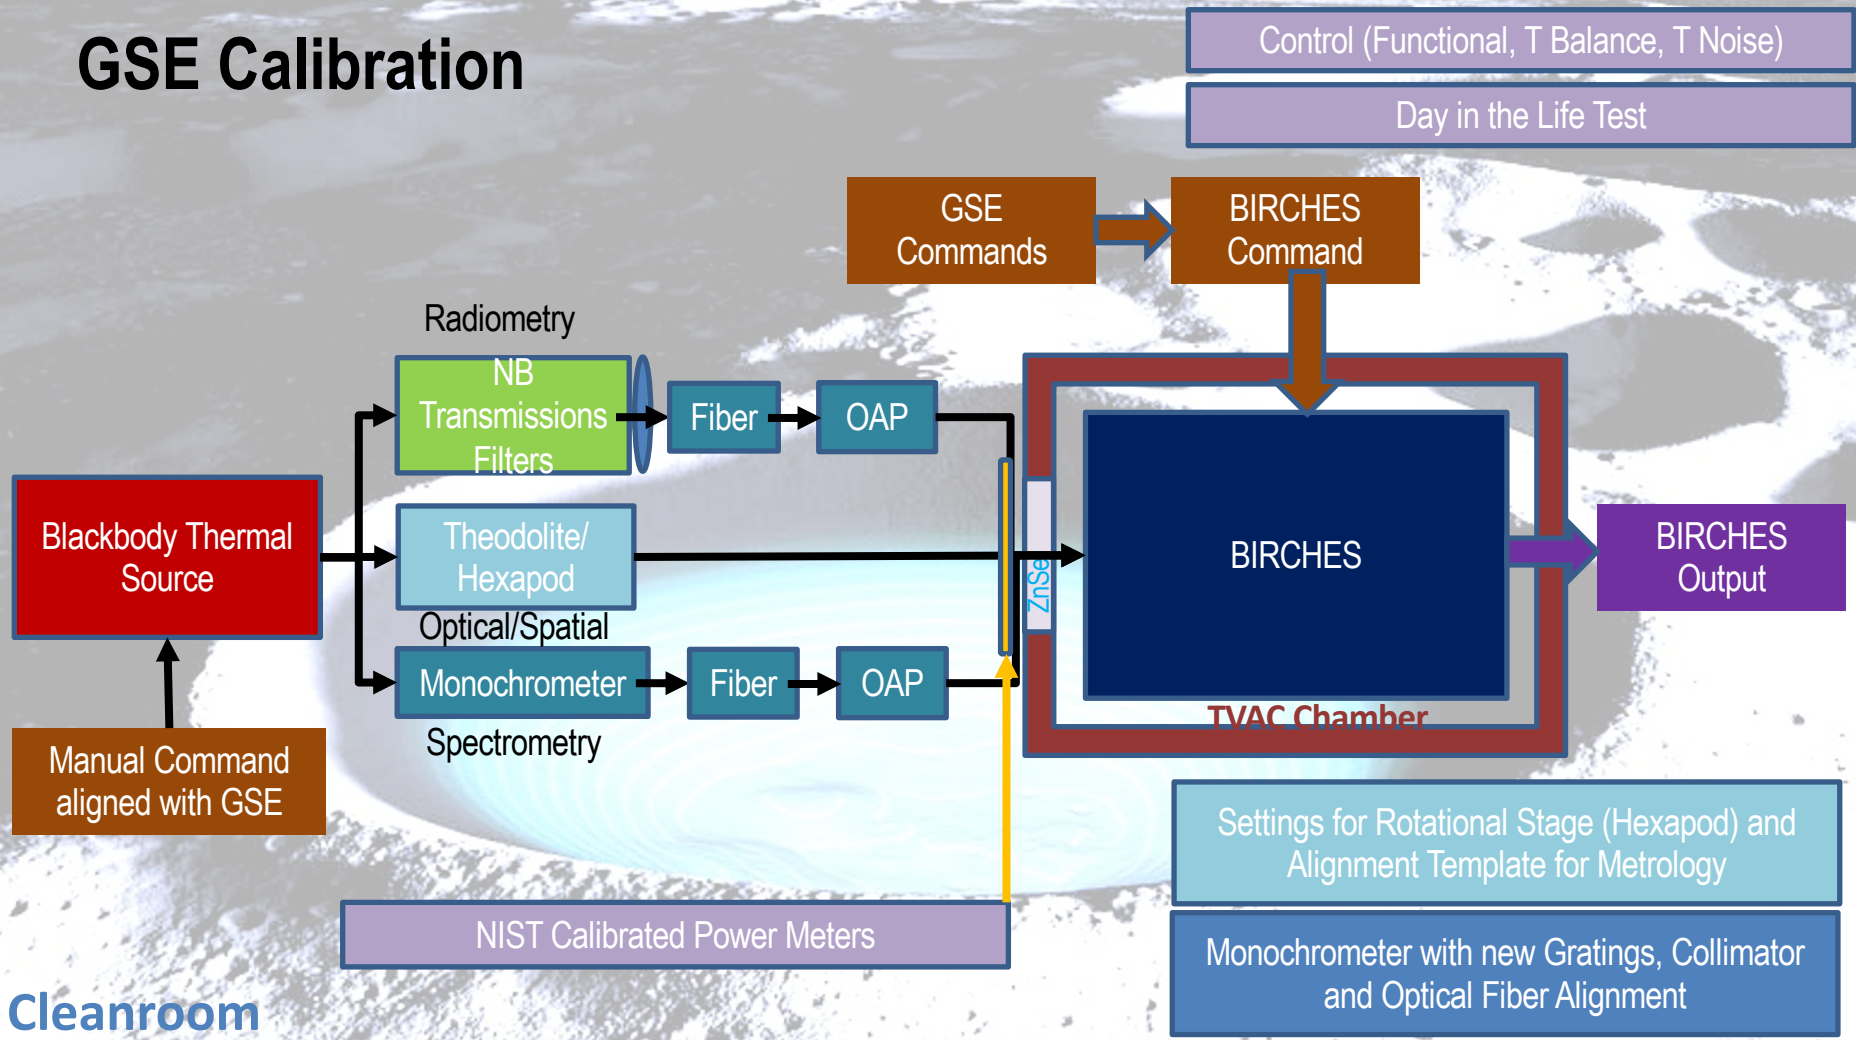 GSE Calibration
Control (Functional, T Balance, T Noise)
Day in the Life Test
GSE
Commands
BIRCHES
Command
Radiometry
NB
Transmissions
Filters
Fiber
OAP
Blackbody Thermal
Source
Theodolite/
Hexapod
Optical/Spatial
ZnSe
BIRCHES
BIRCHES
Output
Monochrometer
Fiber
OAP
Spectrometry
TVAC Chamber
Manual Command
aligned with GSE
Settings for Rotational Stage (Hexapod) and
Alignment Template for Metrology
NIST Calibrated Power Meters
Monochrometer with new Gratings, Collimator
and Optical Fiber Alignment
Cleanroom